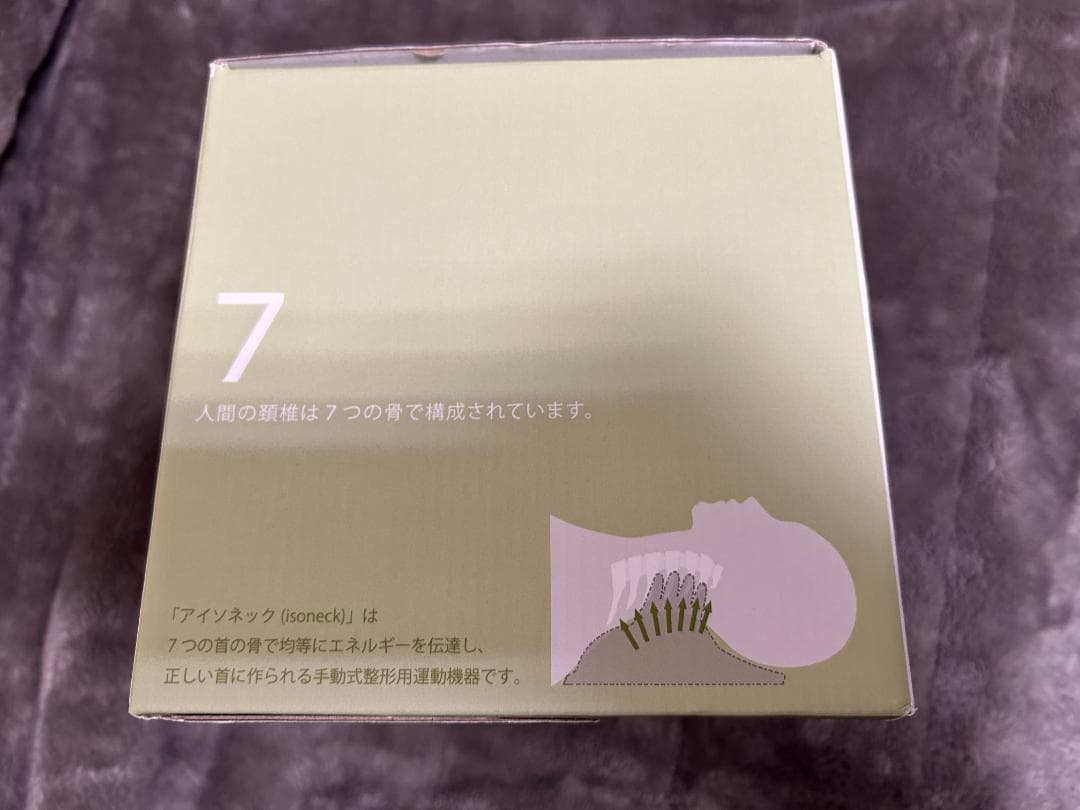 7
人間の頚椎は7つの骨で構成されています。
「アイソネック (isoneck)」は
7つの首の骨で均等にエネルギーを伝達し、
正しい首に作られる手動式整形用運動機器です。